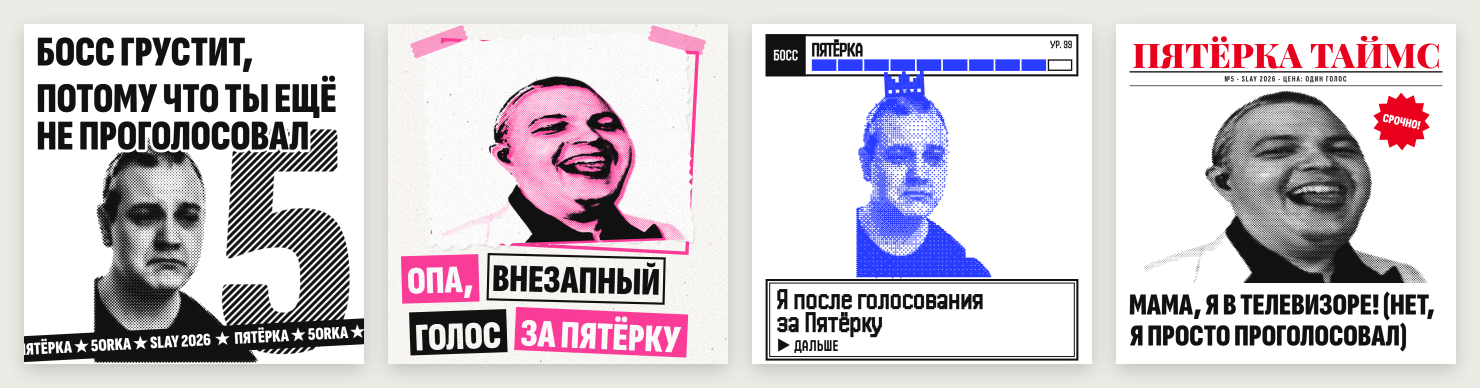 БОСС ГРУСТИТ,
ПОТОМУ ЧТО ТЫ ЕЩЁ
НЕ ПРОГОЛОСОВАЛ
5
ЯТЁРКА ★ 5ORKA ★ SLAY 2026 ★ ПЯТЁРКА ★ 5ORKA ★
ОПА, ВНЕЗАПНЫЙ
ГОЛОС ЗА ПЯТЁРКУ
БОСС ПЯТЁРКА УР. 99
Я после голосования
за Пятёрку
▶ ДАЛЬШЕ
ПЯТЁРКА ТАЙМС
№5 · SLAY 2026 · ЦЕНА: ОДИН ГОЛОС
СРОЧНО!
МАМА, Я В ТЕЛЕВИЗОРЕ! (НЕТ,
Я ПРОСТО ПРОГОЛОСОВАЛ)